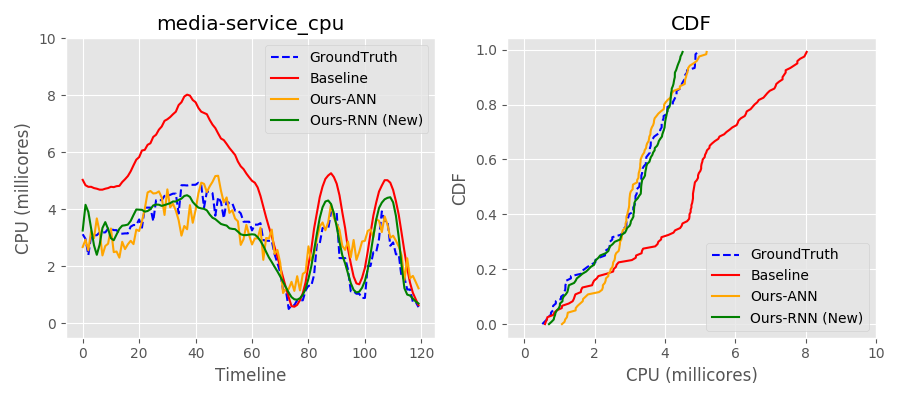 media-service_cpu
CPU (millicores)
10
8
6
4
2
0
GroundTruth
Baseline
Ours-ANN
Ours-RNN (New)
0 20 40 60 80 100 120
Timeline
CDF
CDF
1.0
0.8
0.6
0.4
0.2
0.0
GroundTruth
Baseline
Ours-ANN
Ours-RNN (New)
0 2 4 6 8 10
CPU (millicores)